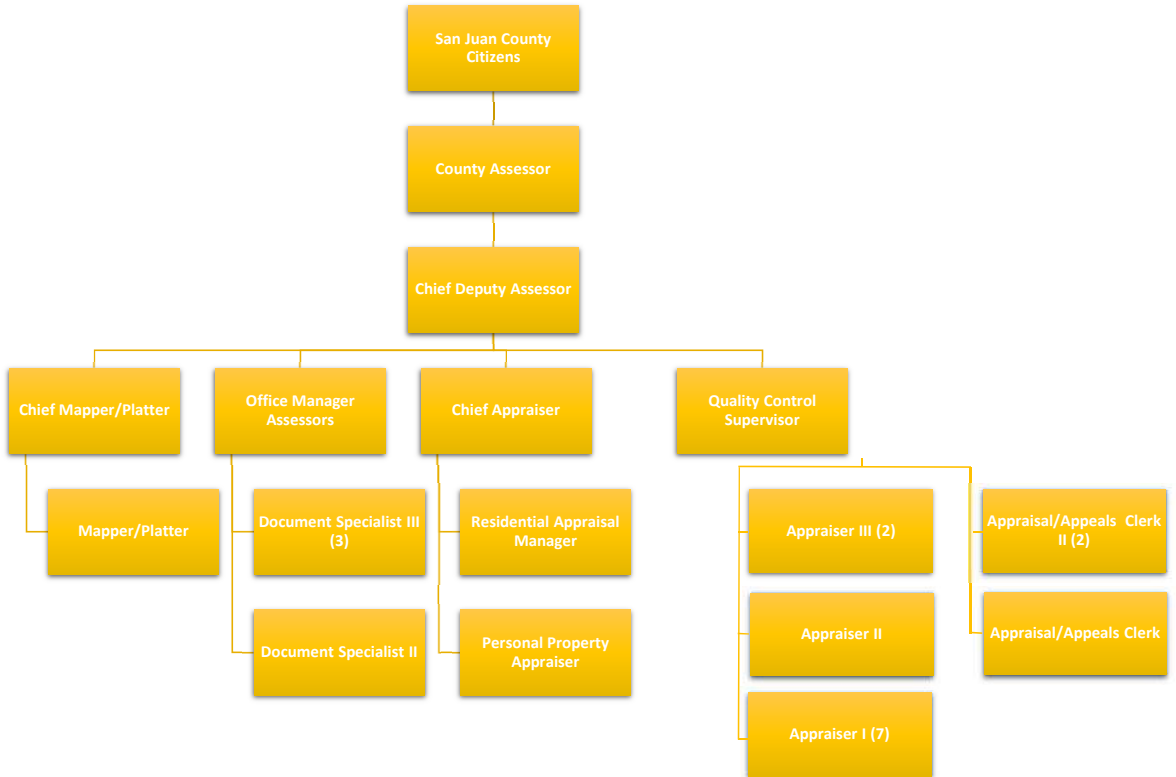 San Juan County
Citizens
County Assessor
Chief Deputy Assessor
Chief Mapper/Platter
Office Manager
Assessors
Chief Appraiser
Quality Control
Supervisor
Mapper/Platter
Document Specialist III
(3)
Residential Appraisal
Manager
Appraiser III (2)
Appraisal/Appeals Clerk
II (2)
Document Specialist II
Personal Property
Appraiser
Appraiser II
Appraisal/Appeals Clerk
Appraiser I (7)